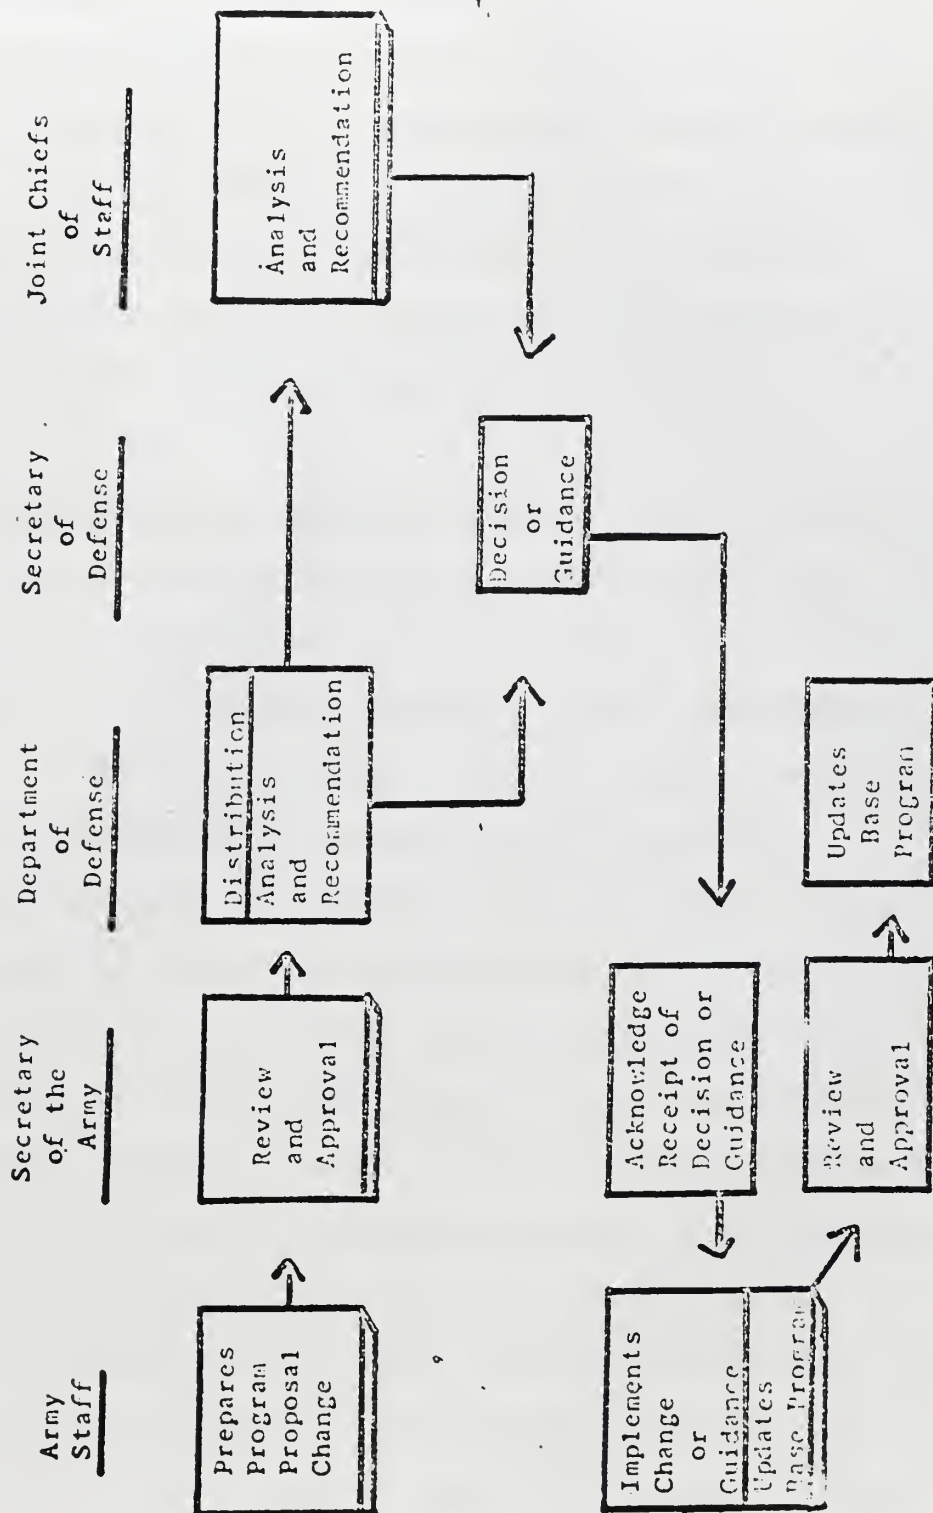 Army
Staff
Secretary
of the
Army
Department
of
Defense
Secretary
of
Defense
Joint Chiefs
of
Staff
Prepares
Program
Proposal
Change
Review
and
Approval
Distribution
Analysis
and
Recommendation
Analysis
and
Recommendation
Decision
or
Guidance
Implements
Change
or
Guidance
Updates
Base Program
Acknowledge
Receipt of
Decision or
Guidance
Review
and
Approval
Updates
Base
Program